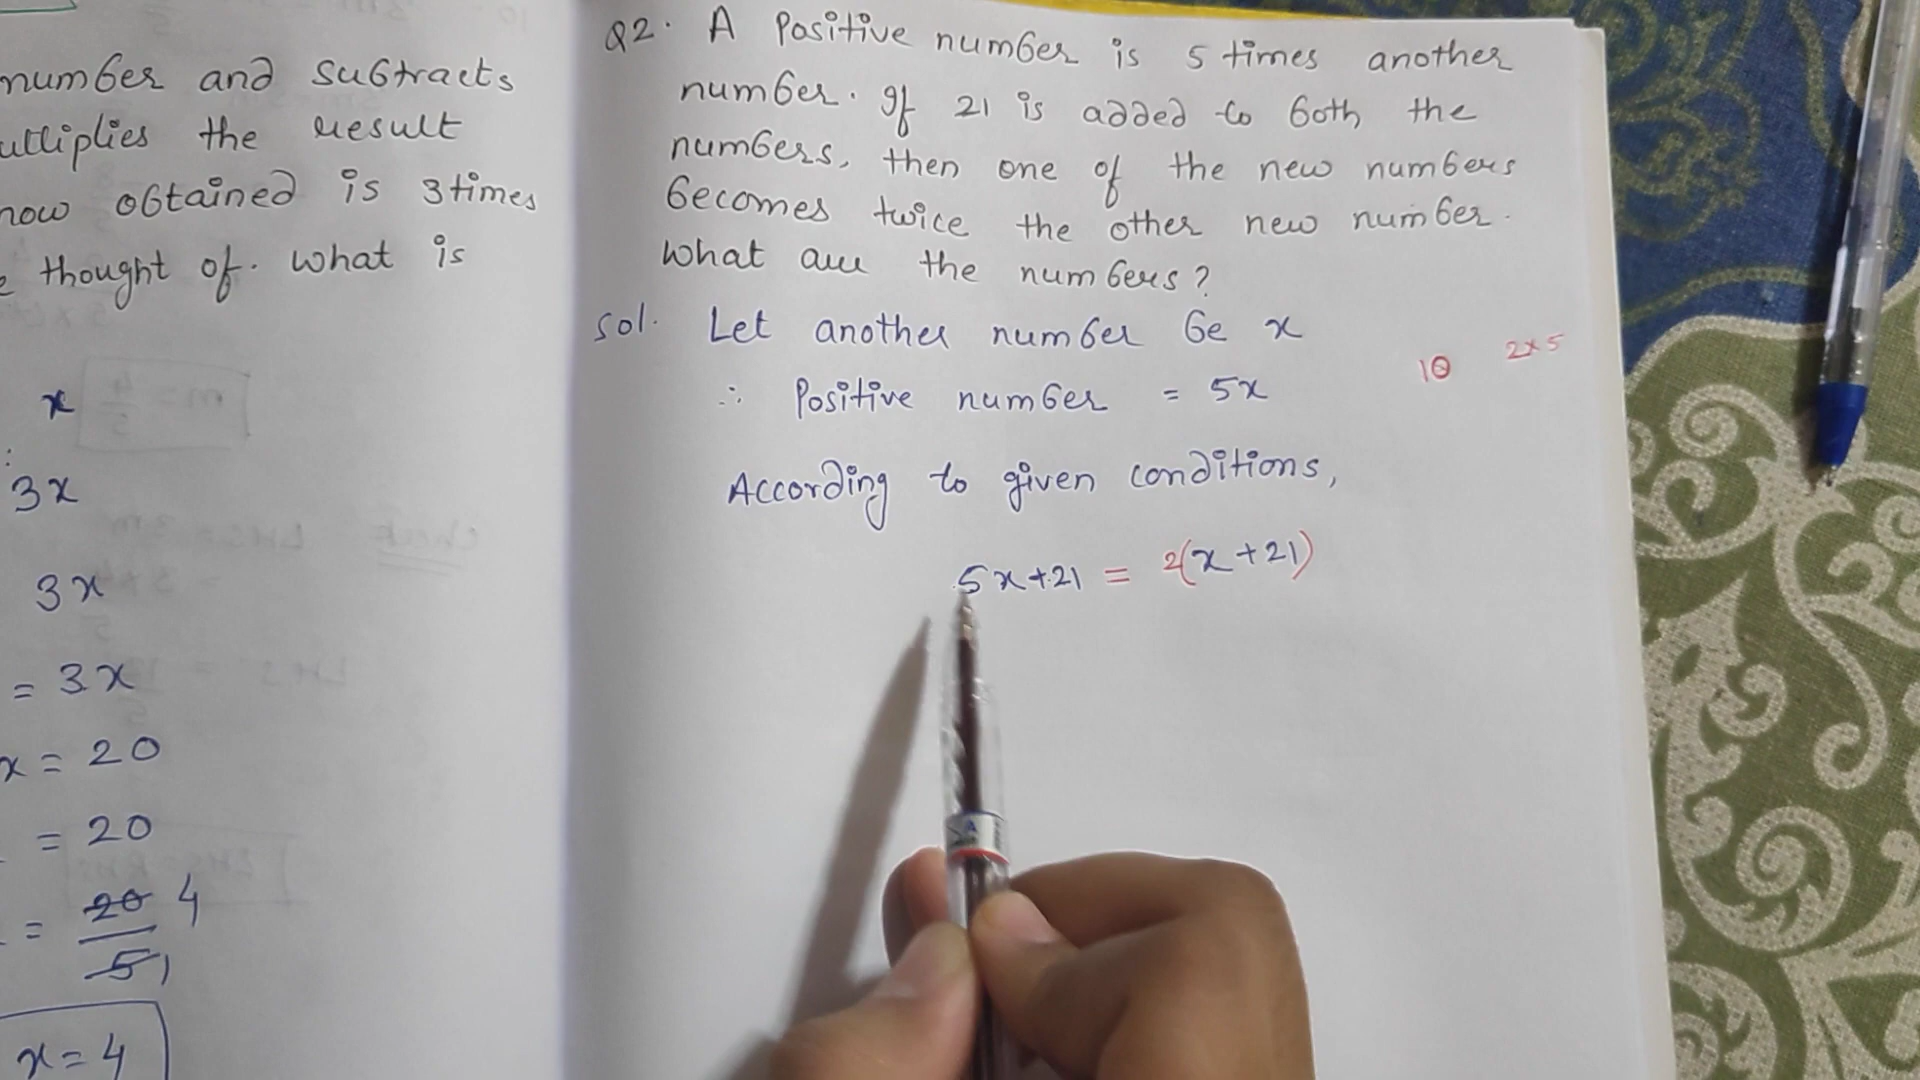 number and subtracts
the result
now obtained is 3 times
thought of. What is
x
3x
3x
= 3x
x = 20
= 20
= 20 4
5 1
x = 4
Q2. A Positive number is 5 times another
number. If 21 is added to both the
numbers, then one of the new numbers
becomes twice the other new number.
What are the numbers?
Sol. Let another number be x
10 2×5
∴ Positive number = 5x
According to given conditions,
5x+21 = 2(x+21)